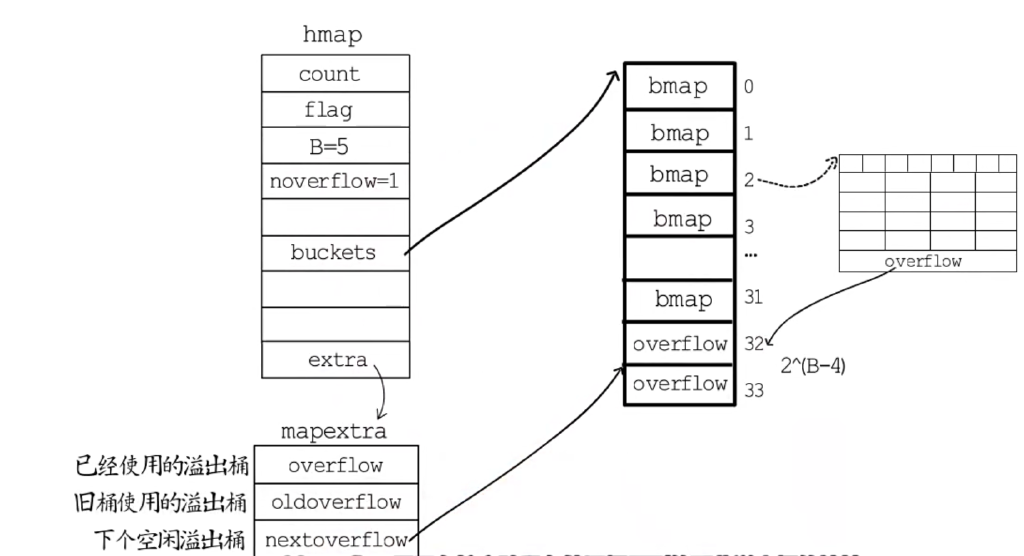 hmap
count
flag
B=5
noverflow=1
buckets
extra
bmap 0
bmap 1
bmap 2
bmap 3
...
bmap 31
overflow 32
overflow 33
2^(B-4)
overflow
mapextra
已经使用的溢出桶 overflow
旧桶使用的溢出桶 oldoverflow
下个空闲溢出桶 nextoverflow